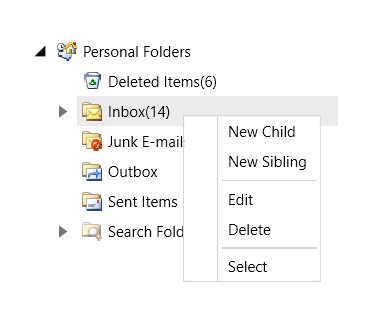 Personal Folders
Deleted Items(6)
Inbox(14)
New Child
Junk E-mail
New Sibling
Outbox
Edit
Sent Items
Delete
Search Fold
Select